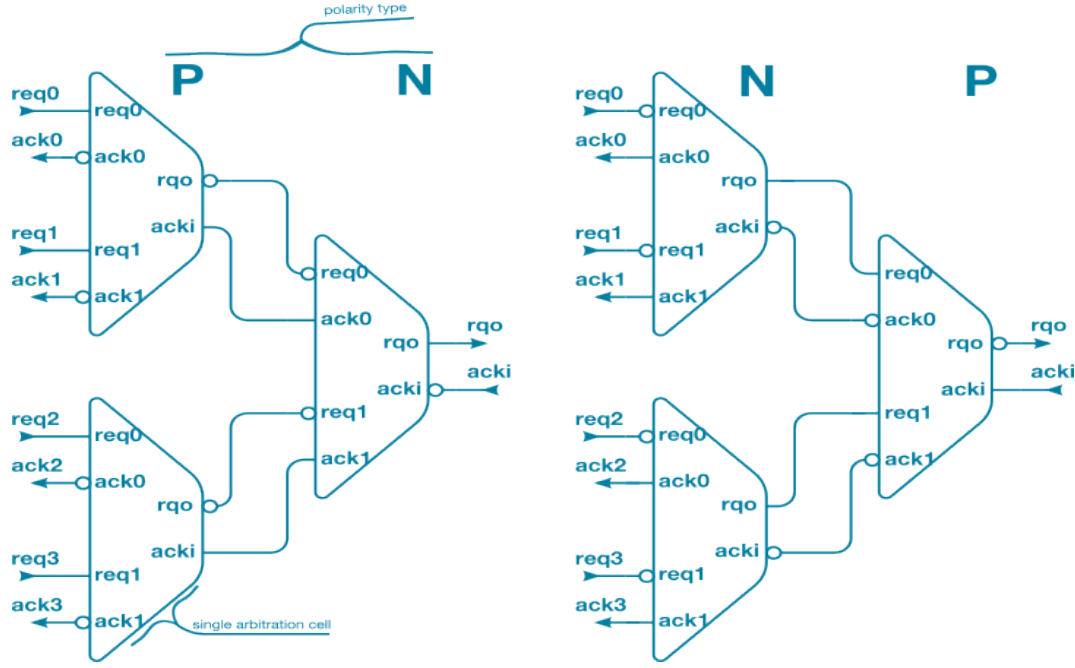 polarity type
P
N
req0
req0
ack0
ack0
rqo
acki
req1
req1
ack1
ack1
req0
ack0
rqo
rqo
acki
acki
req1
ack1
req2
req0
ack2
ack0
rqo
acki
req3
req1
ack3
ack1
single arbitration cell
N
P
req0
req0
ack0
ack0
rqo
acki
req1
req1
ack1
ack1
req0
ack0
rqo
rqo
acki
acki
req1
ack1
req2
req0
ack2
ack0
rqo
acki
req3
req1
ack3
ack1